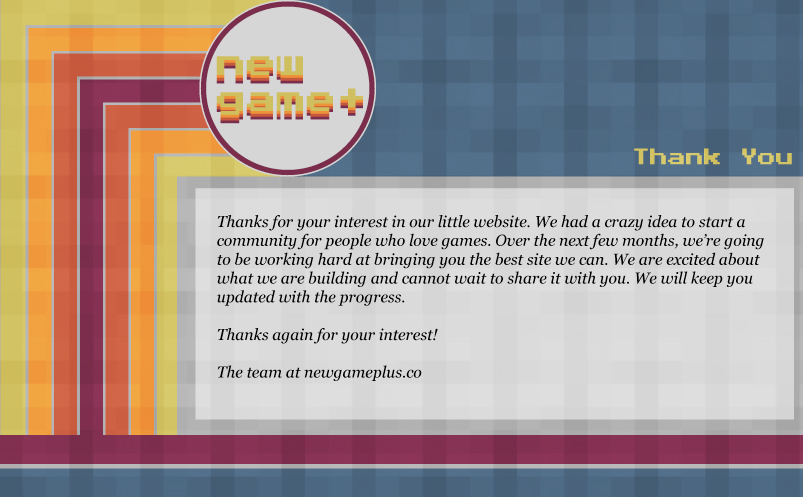 new
game+
Thank You
Thanks for your interest in our little website. We had a crazy idea to start a
community for people who love games. Over the next few months, we’re going
to be working hard at bringing you the best site we can. We are excited about
what we are building and cannot wait to share it with you. We will keep you
updated with the progress.
Thanks again for your interest!
The team at newgameplus.co